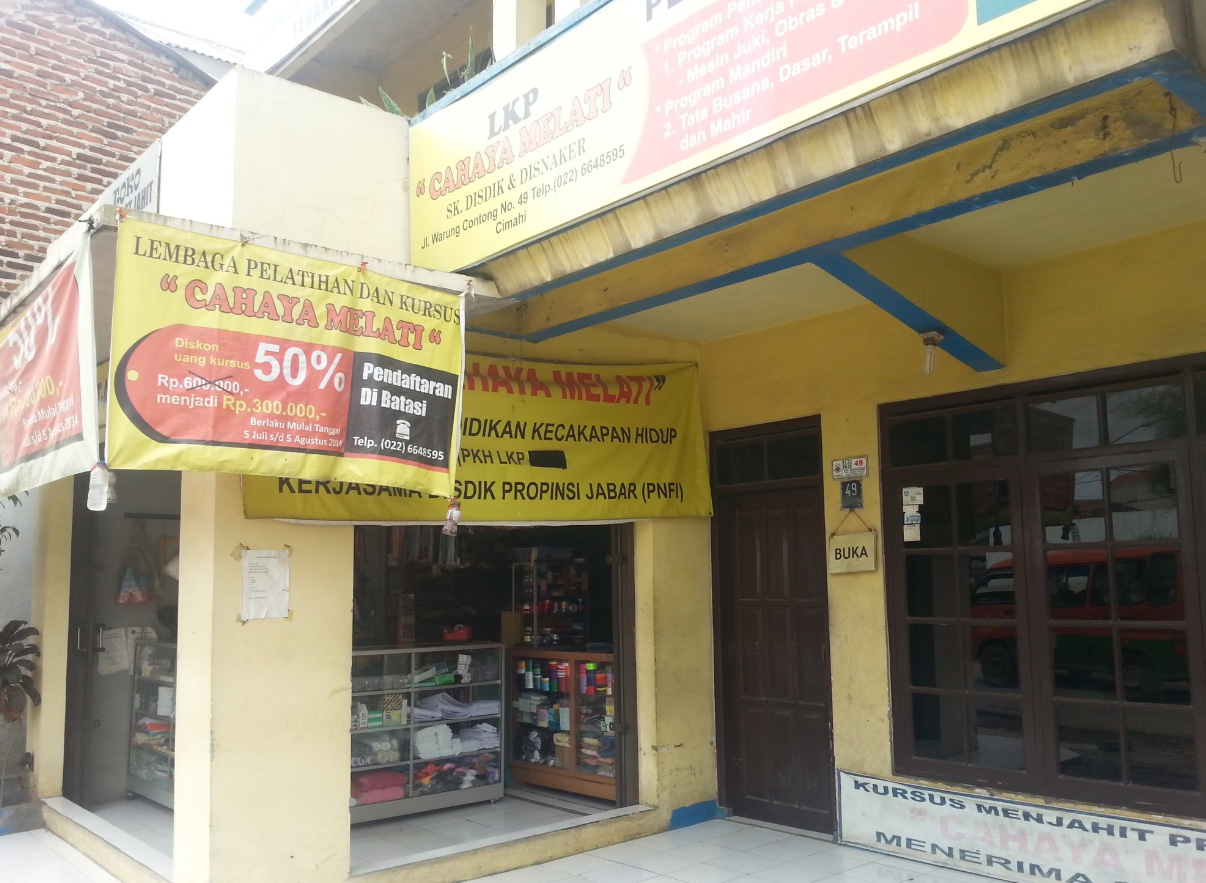 LKP
" CAHAYA MELATI "
SK. DISDIK & DISNAKER
Jl. Warung Contong No. 49 Telp.(022) 6648595
Cimahi
* Program
1. Program Kerja
- Mesin Juki, Obras &
* Program Mandiri
2. Tata Busana, Dasar, Terampil
dan Mahir
TOKO
LEMBAGA PELATIHAN DAN KURSUS
" CAHAYA MELATI "
Diskon
uang kursus 50%
Rp.600.000,-
menjadi Rp.300.000,-
Berlaku Mulai Tanggal
5 Juli s/d 5 Agustus 2014
Pendaftaran
Di Batasi
Telp. (022) 6648595
MELATI"
KECAKAPAN HIDUP
LKP
KERJASAMA DISDIK PROPINSI JABAR (PNFI)
49
49
BUKA
KURSUS MENJAHIT
"CAHAYA
MENERIMA